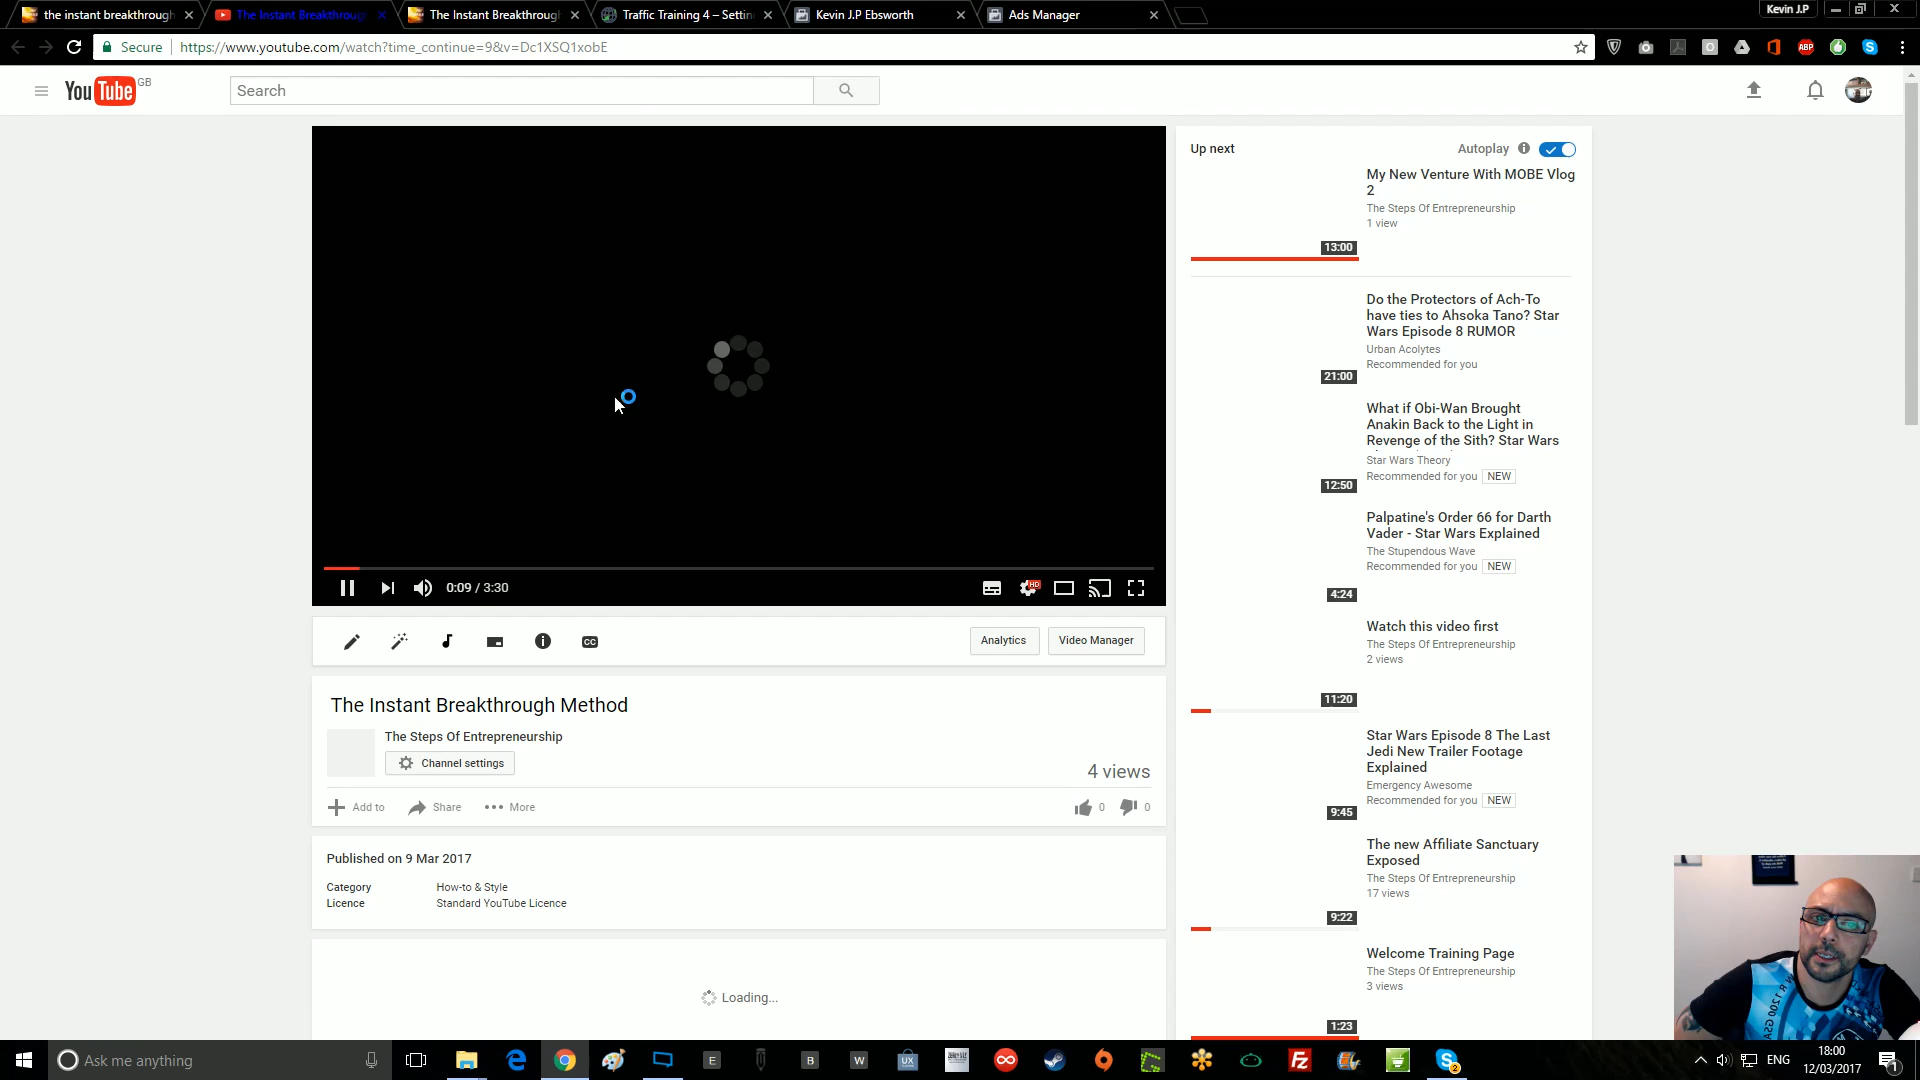 the instant breakthrough
The Instant Breakthroug
The Instant Breakthroug
Traffic Training 4 – Settin
Kevin J.P Ebsworth
Ads Manager
Kevin J.P
Secure
https://www.youtube.com/watch?time_continue=9&v=Dc1XSQ1xobE
ABP
YouTube GB
Search
Up next
Autoplay
My New Venture With MOBE Vlog
2
The Steps Of Entrepreneurship
1 view
13:00
Do the Protectors of Ach-To
have ties to Ahsoka Tano? Star
Wars Episode 8 RUMOR
Urban Acolytes
Recommended for you
21:00
What if Obi-Wan Brought
Anakin Back to the Light in
Revenge of the Sith? Star Wars
Star Wars Theory
Recommended for you NEW
12:50
Palpatine's Order 66 for Darth
Vader - Star Wars Explained
The Stupendous Wave
Recommended for you NEW
4:24
Watch this video first
The Steps Of Entrepreneurship
2 views
11:20
Star Wars Episode 8 The Last
Jedi New Trailer Footage
Explained
Emergency Awesome
Recommended for you NEW
9:45
The new Affiliate Sanctuary
Exposed
The Steps Of Entrepreneurship
17 views
9:22
Welcome Training Page
The Steps Of Entrepreneurship
3 views
1:23
0:09 / 3:30
HD
CC
Analytics
Video Manager
The Instant Breakthrough Method
The Steps Of Entrepreneurship
Channel settings
4 views
Add to
Share
More
0
0
Published on 9 Mar 2017
Category How-to & Style
Licence Standard YouTube Licence
Loading...
Ask me anything
E
B
W
UX
ENG
18:00
12/03/2017
2
1